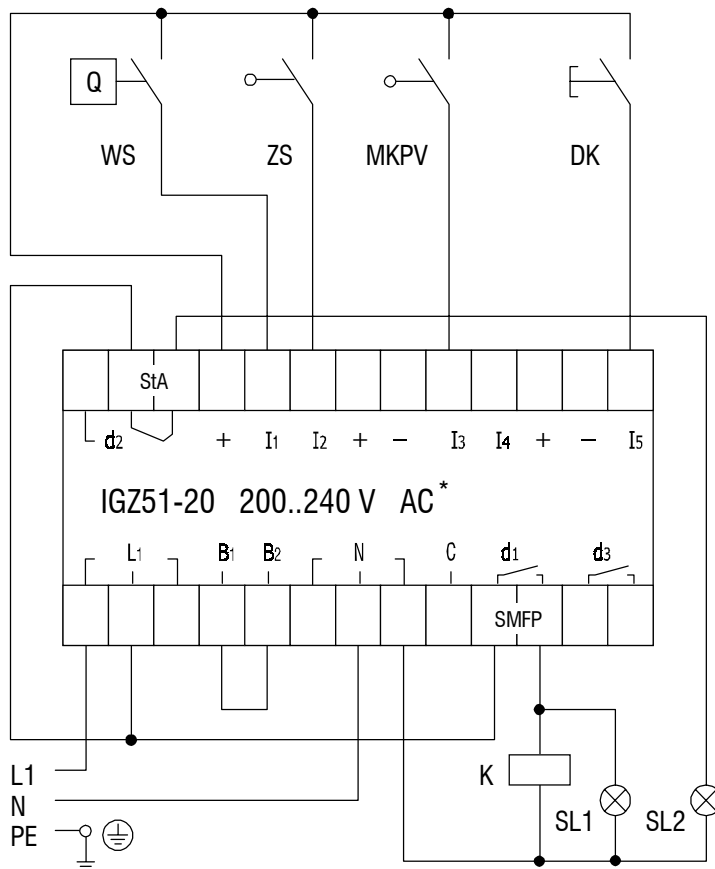 Q
WS ZS MKPV DK
StA
d2 + I1 I2 + − I3 I4 + − I5
IGZ51-20 200..240 V AC*
L1 B1 B2 N C d1 d3
SMFP
L1
N
PE
K
SL1
SL2